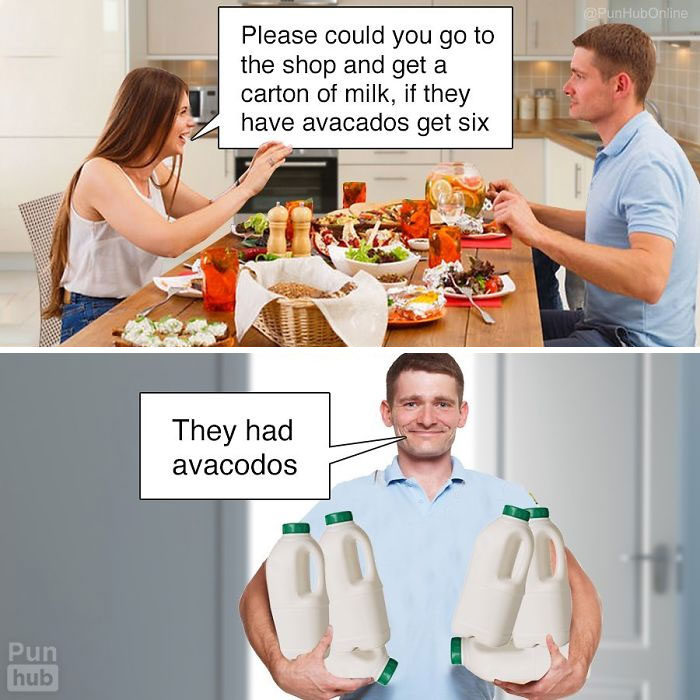 @PunHubOnline
Please could you go to
the shop and get a
carton of milk, if they
have avacados get six
They had
avacodos
Pun
hub